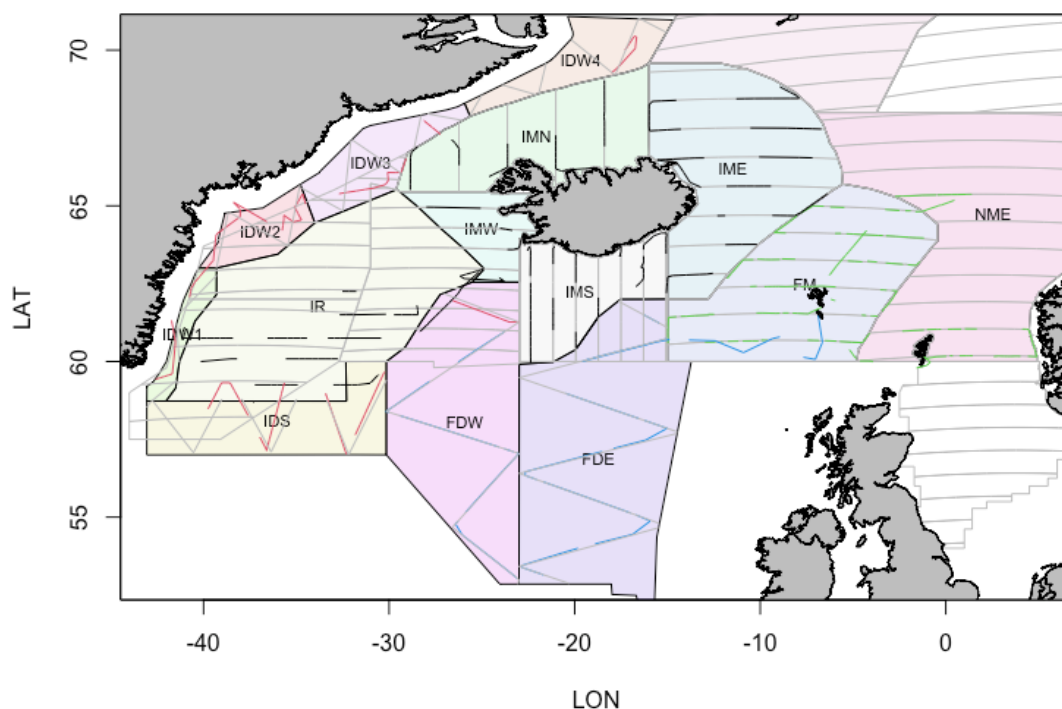 70
IDW4
IMN
IDW3
IME
65
NME
IDW2
IMW
FM
IMS
IR
IDW1
60
IDS
FDW
FDE
55
LAT
-40
-30
-20
-10
0
LON